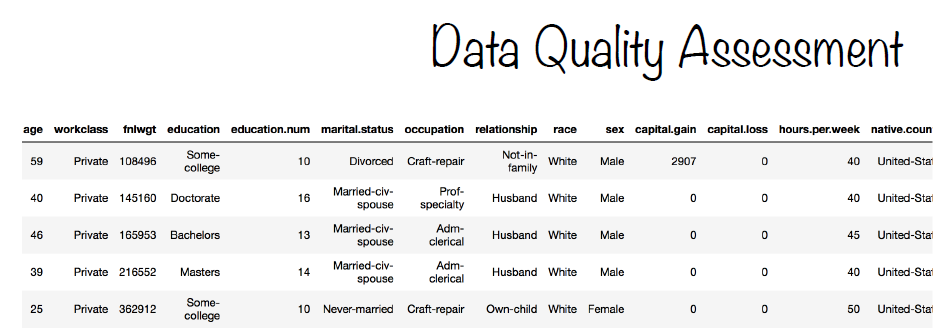 Data Quality Assessment
age workclass fnlwgt education education.num marital.status occupation relationship race sex capital.gain capital.loss hours.per.week native.coun
59 Private 108496 Some-college 10 Divorced Craft-repair Not-in-family White Male 2907 0 40 United-Stat
40 Private 145160 Doctorate 16 Married-civ-spouse Prof-specialty Husband White Male 0 0 40 United-Stat
46 Private 165953 Bachelors 13 Married-civ-spouse Adm-clerical Husband White Male 0 0 45 United-Stat
39 Private 216552 Masters 14 Married-civ-spouse Adm-clerical Husband White Male 0 0 40 United-Stat
25 Private 362912 Some-college 10 Never-married Craft-repair Own-child White Female 0 0 50 United-Stat